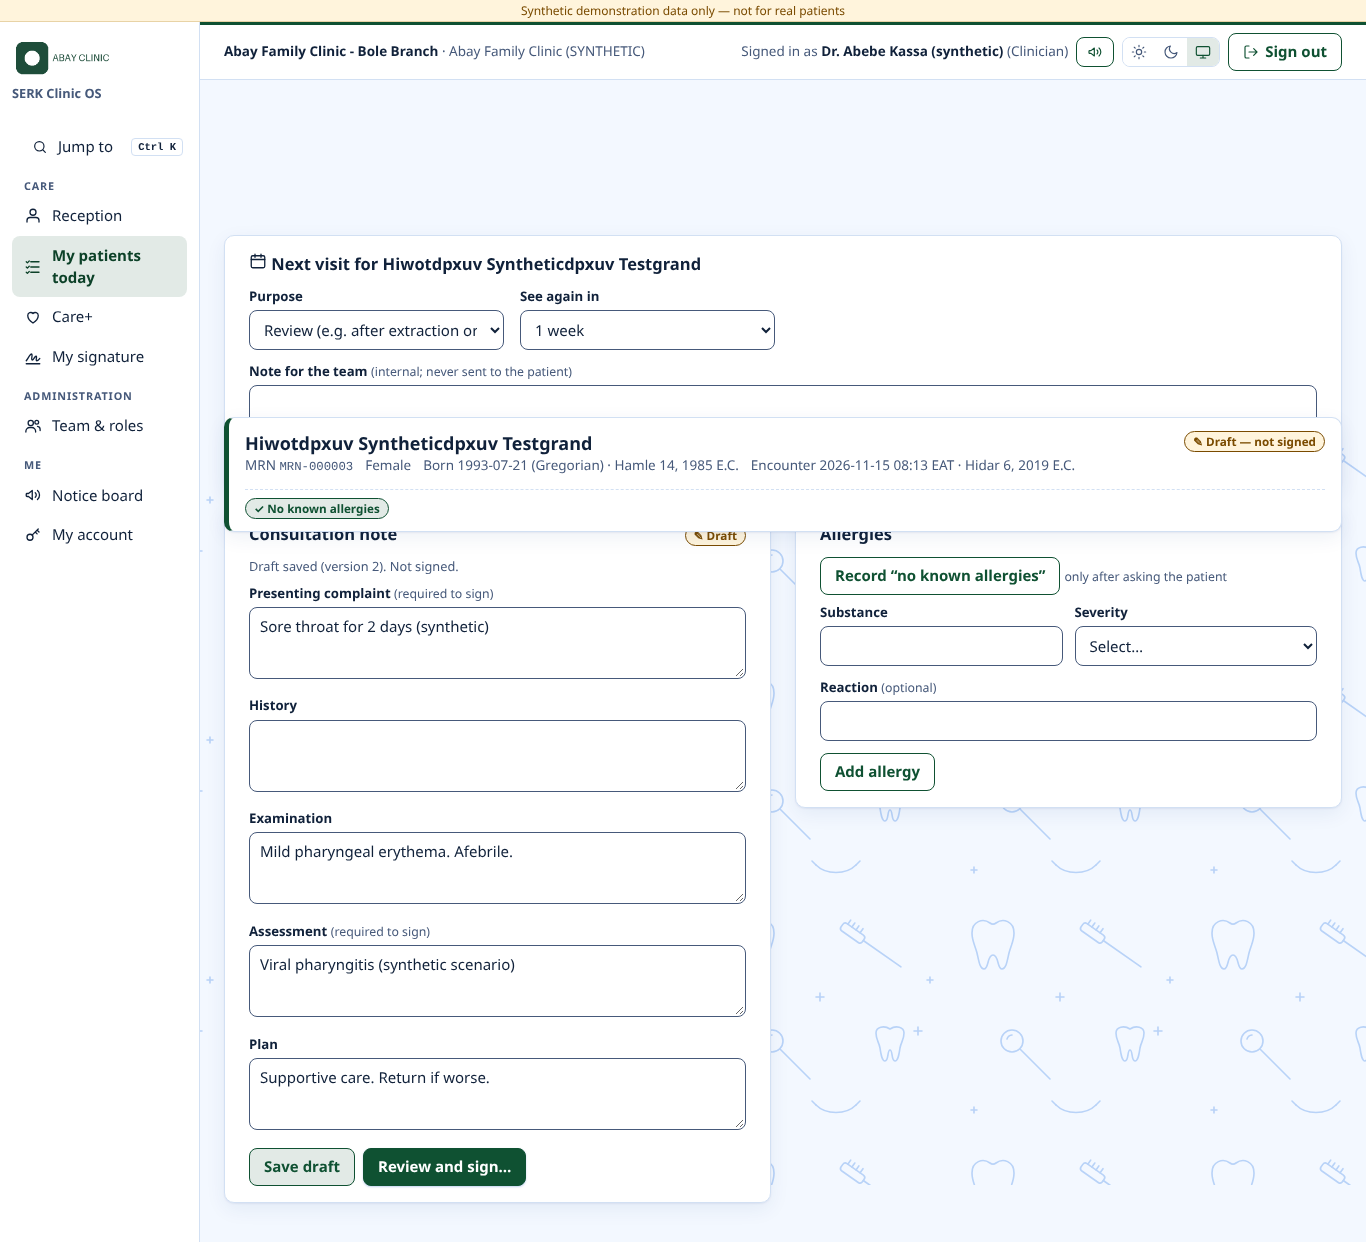 Synthetic demonstration data only — not for real patients
ABAY CLINIC
SERK Clinic OS
Jump to Ctrl K
CARE
Reception
My patients
today
Care+
My signature
ADMINISTRATION
Team & roles
ME
Notice board
My account
Abay Family Clinic - Bole Branch · Abay Family Clinic (SYNTHETIC)
Signed in as Dr. Abebe Kassa (synthetic) (Clinician)
Sign out
Next visit for Hiwotdpxuv Syntheticdpxuv Testgrand
Purpose
See again in
Review (e.g. after extraction or
1 week
Note for the team (internal; never sent to the patient)
Hiwotdpxuv Syntheticdpxuv Testgrand
✎ Draft — not signed
MRN MRN-000003 Female Born 1993-07-21 (Gregorian) · Hamle 14, 1985 E.C. Encounter 2026-11-15 08:13 EAT · Hidar 6, 2019 E.C.
✓ No known allergies
Consultation note
✎ Draft
Draft saved (version 2). Not signed.
Presenting complaint (required to sign)
Sore throat for 2 days (synthetic)
History
Examination
Mild pharyngeal erythema. Afebrile.
Assessment (required to sign)
Viral pharyngitis (synthetic scenario)
Plan
Supportive care. Return if worse.
Save draft
Review and sign...
Allergies
Record “no known allergies” only after asking the patient
Substance
Severity
Select...
Reaction (optional)
Add allergy